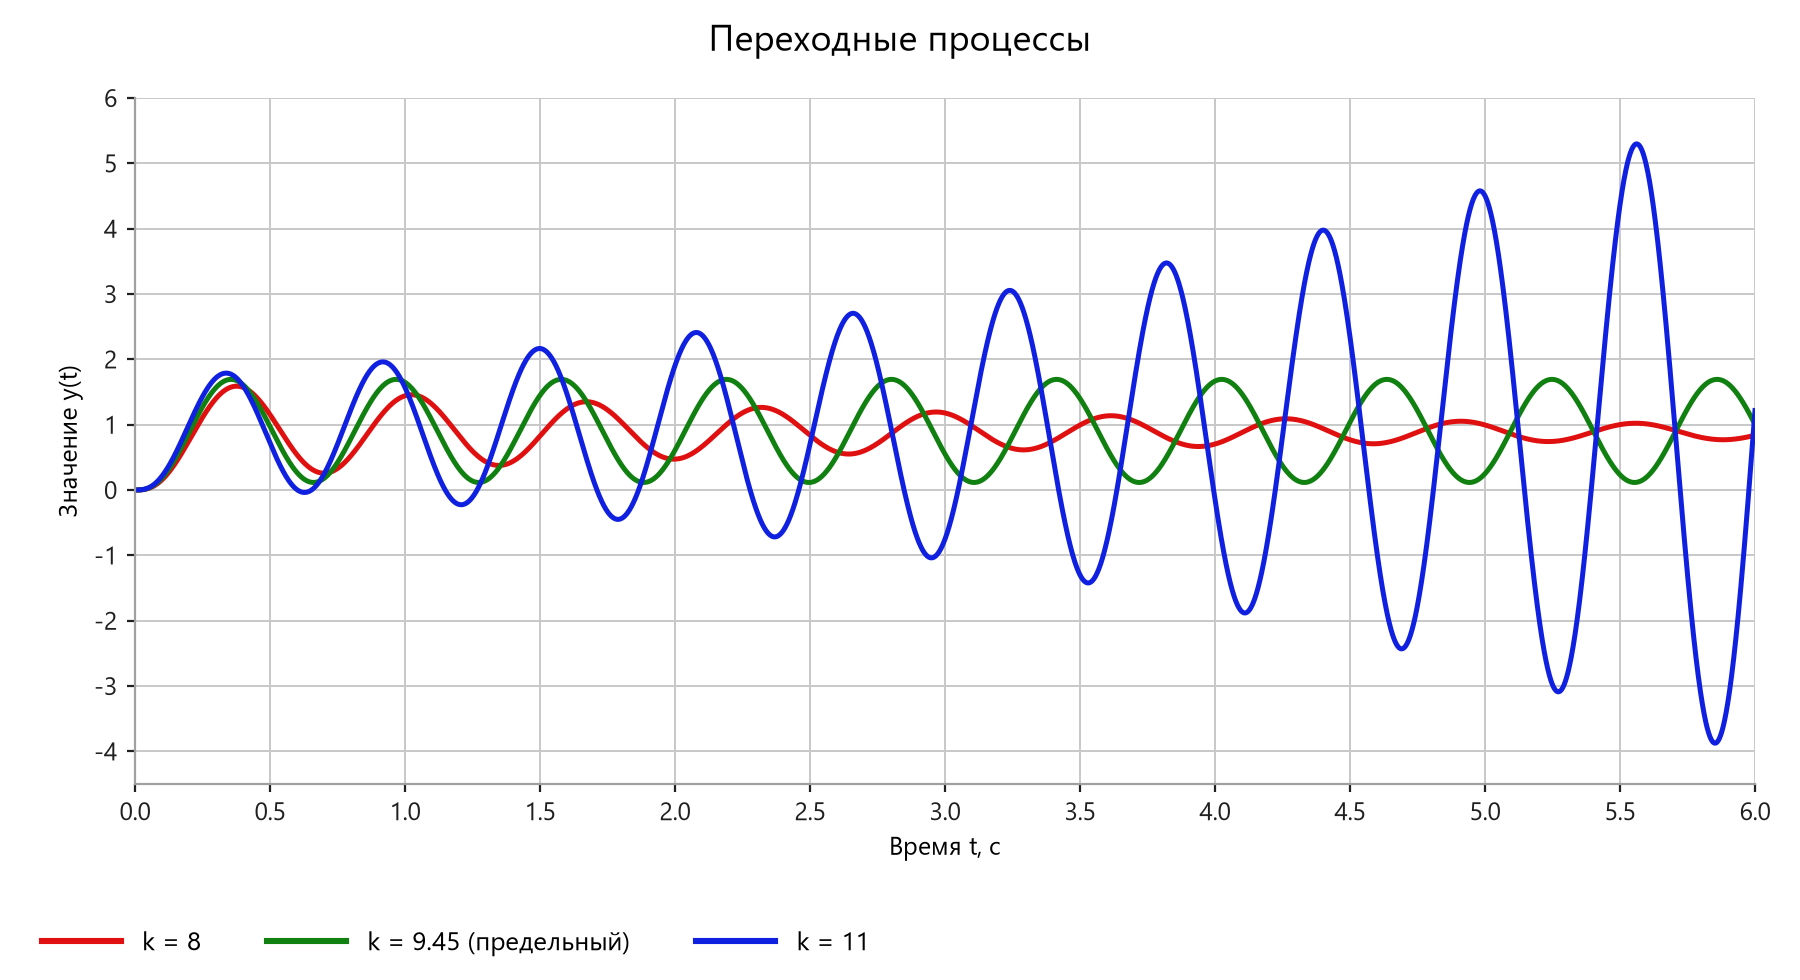 Переходные процессы
6
5
4
3
2
1
0
-1
-2
-3
-4
Значение y(t)
0.0 0.5 1.0 1.5 2.0 2.5 3.0 3.5 4.0 4.5 5.0 5.5 6.0
Время t, с
k = 8 k = 9.45 (предельный) k = 11